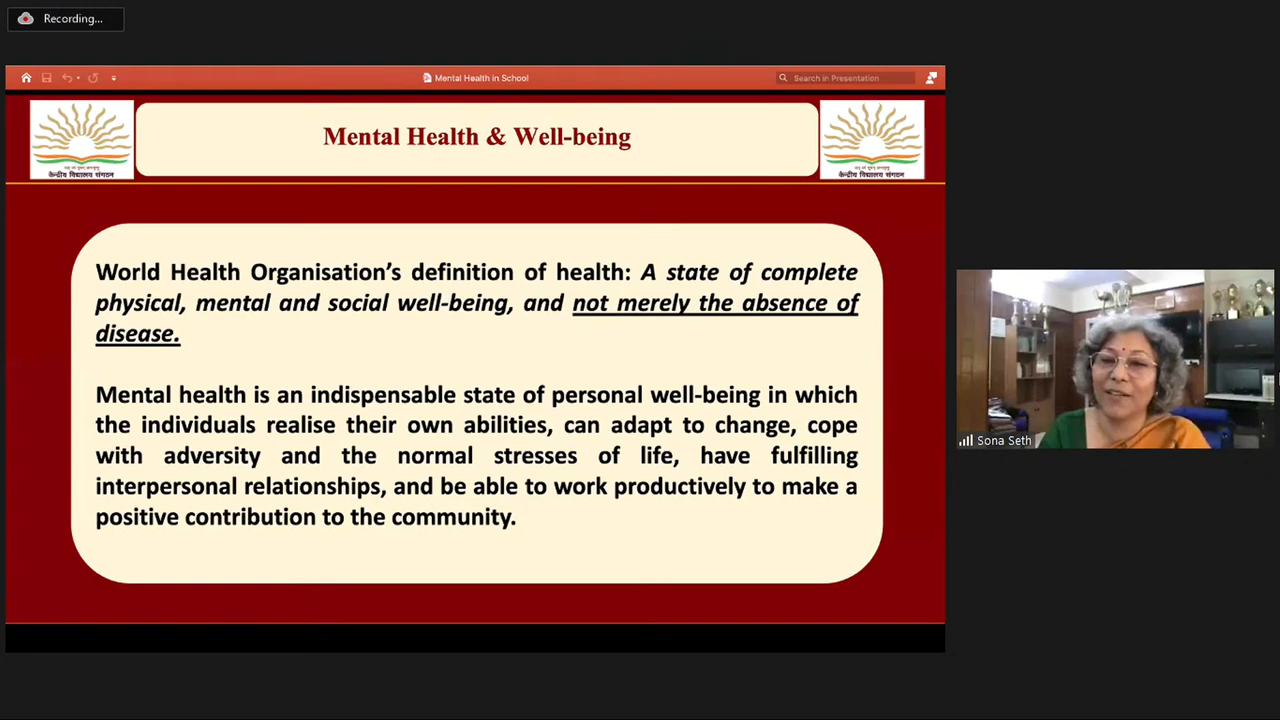 Recording...
Mental Health in School
Search in Presentation
Mental Health & Well-being
केन्द्रीय विद्यालय संगठन
केन्द्रीय विद्यालय संगठन
World Health Organisation’s definition of health: A state of complete
physical, mental and social well-being, and not merely the absence of
disease.
Mental health is an indispensable state of personal well-being in which
the individuals realise their own abilities, can adapt to change, cope
with adversity and the normal stresses of life, have fulfilling
interpersonal relationships, and be able to work productively to make a
positive contribution to the community.
Sona Seth